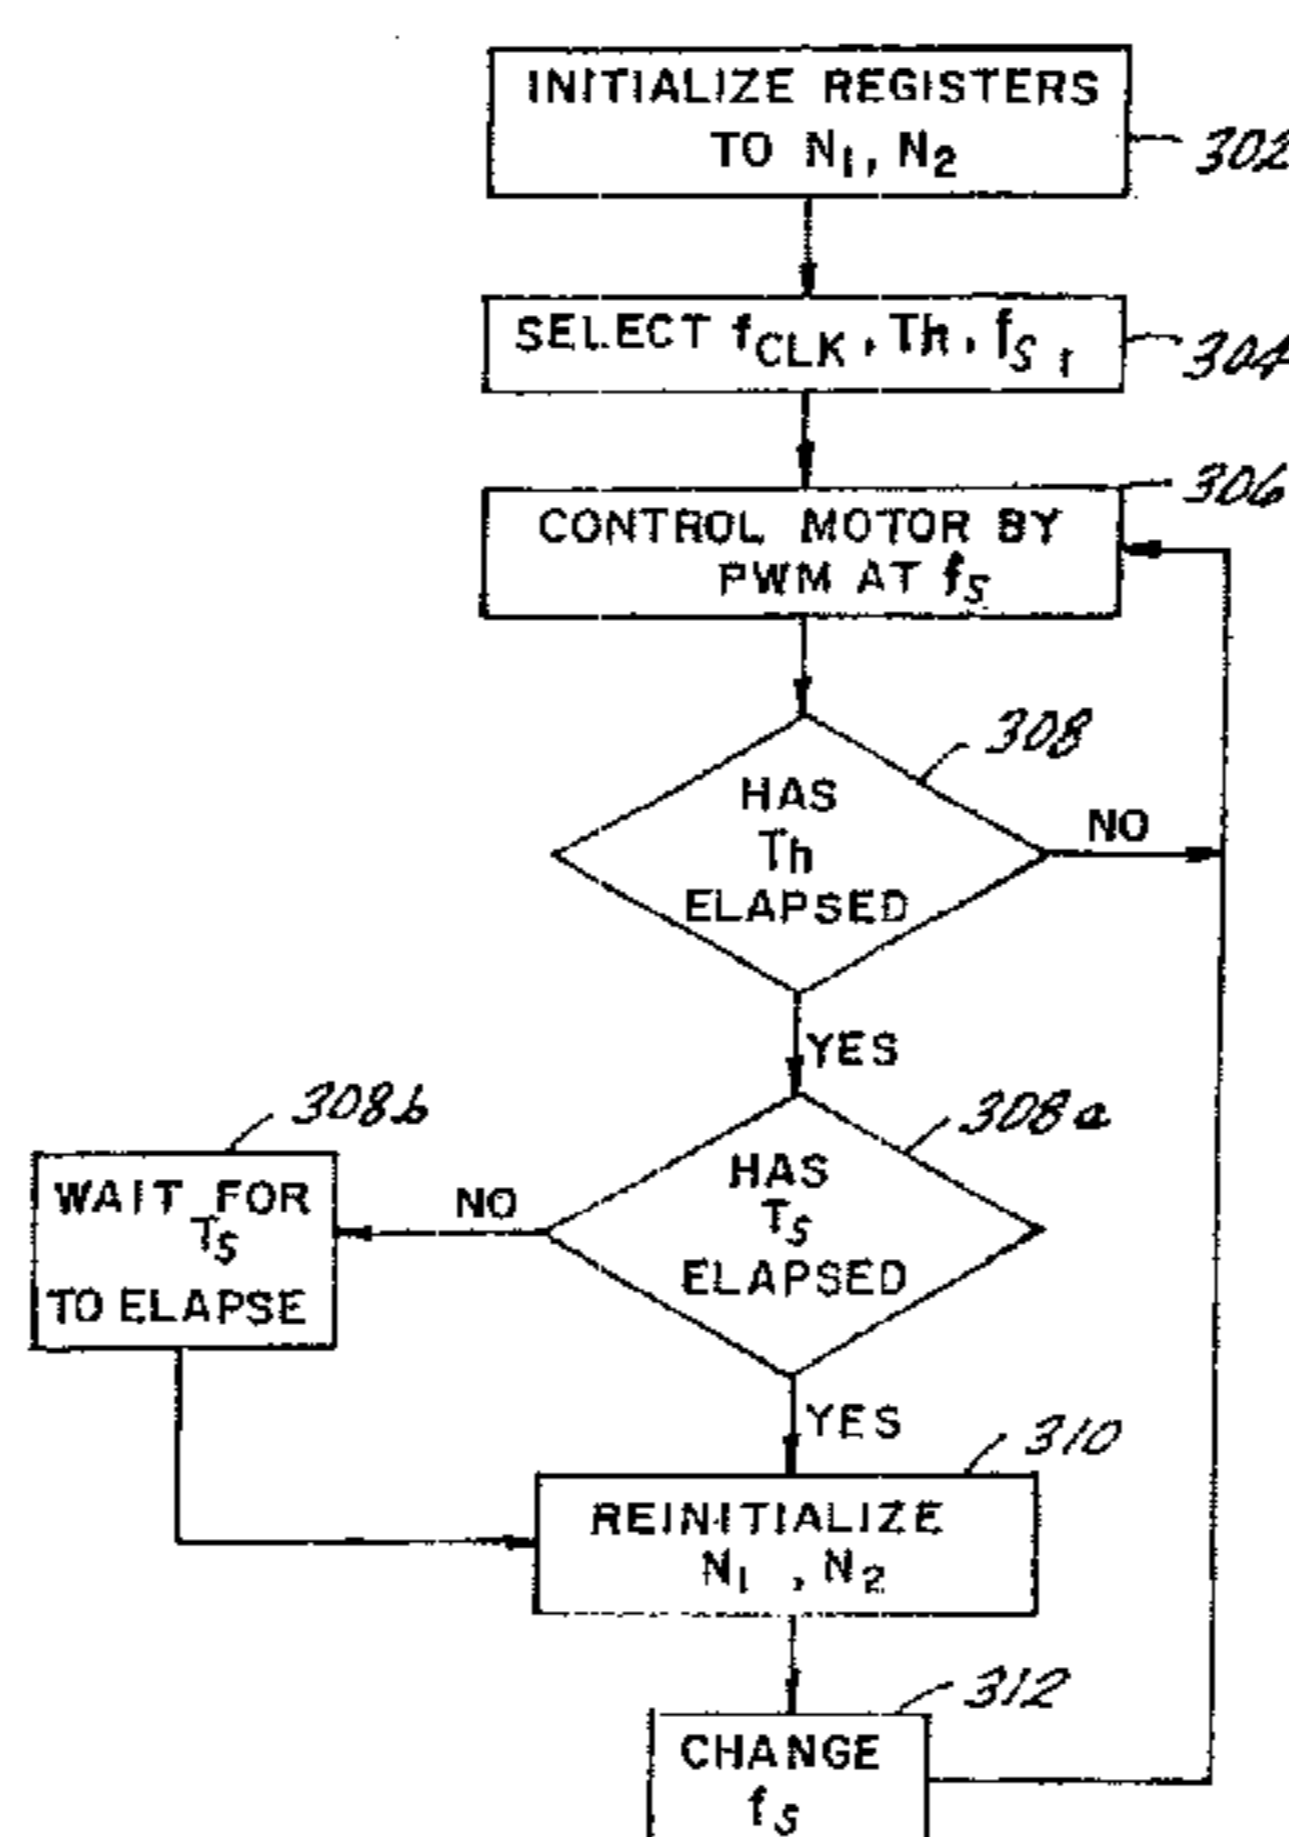 INITIALIZE REGISTERS
TO N1, N2
302
SELECT fCLK, Th, fS1
304
306
CONTROL MOTOR BY
PWM AT fS
308
HAS
Th
ELAPSED
NO
YES
308b
308a
WAIT FOR
TS
TO ELAPSE
NO
HAS
TS
ELAPSED
YES
310
REINITIALIZE
N1, N2
312
CHANGE
fS